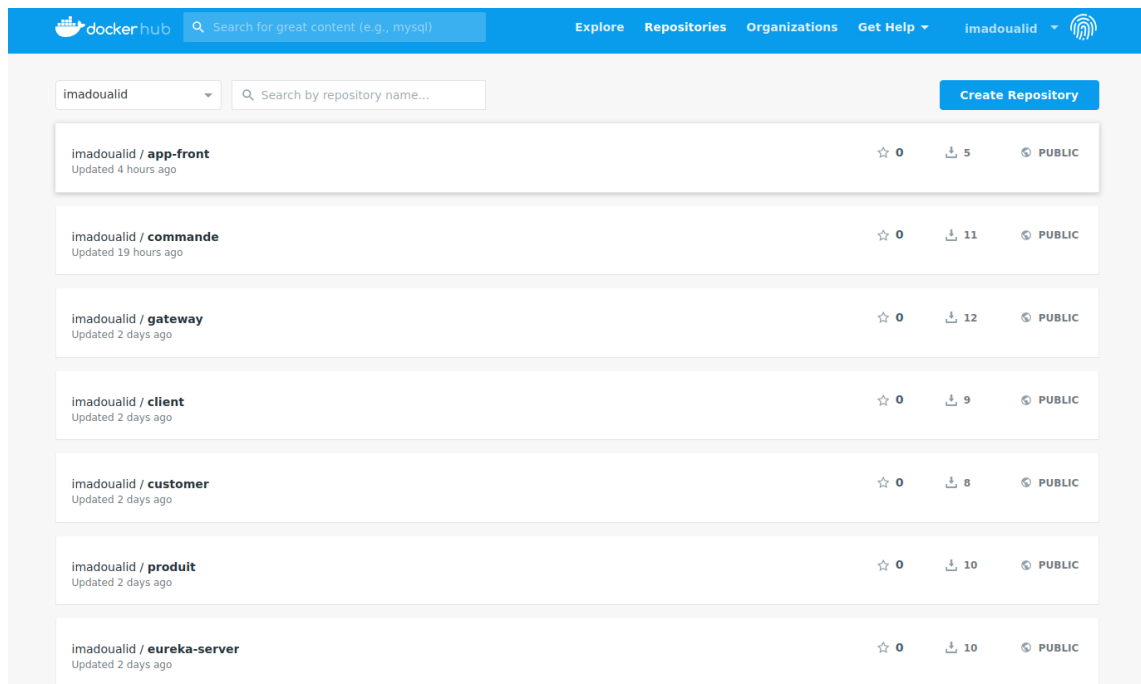 dockerhub Search for great content (e.g., mysql) Explore Repositories Organizations Get Help imadoualid
imadoualid Search by repository name... Create Repository
imadoualid / app-front 0 5 PUBLIC
Updated 4 hours ago
imadoualid / commande 0 11 PUBLIC
Updated 19 hours ago
imadoualid / gateway 0 12 PUBLIC
Updated 2 days ago
imadoualid / client 0 9 PUBLIC
Updated 2 days ago
imadoualid / customer 0 8 PUBLIC
Updated 2 days ago
imadoualid / produit 0 10 PUBLIC
Updated 2 days ago
imadoualid / eureka-server 0 10 PUBLIC
Updated 2 days ago